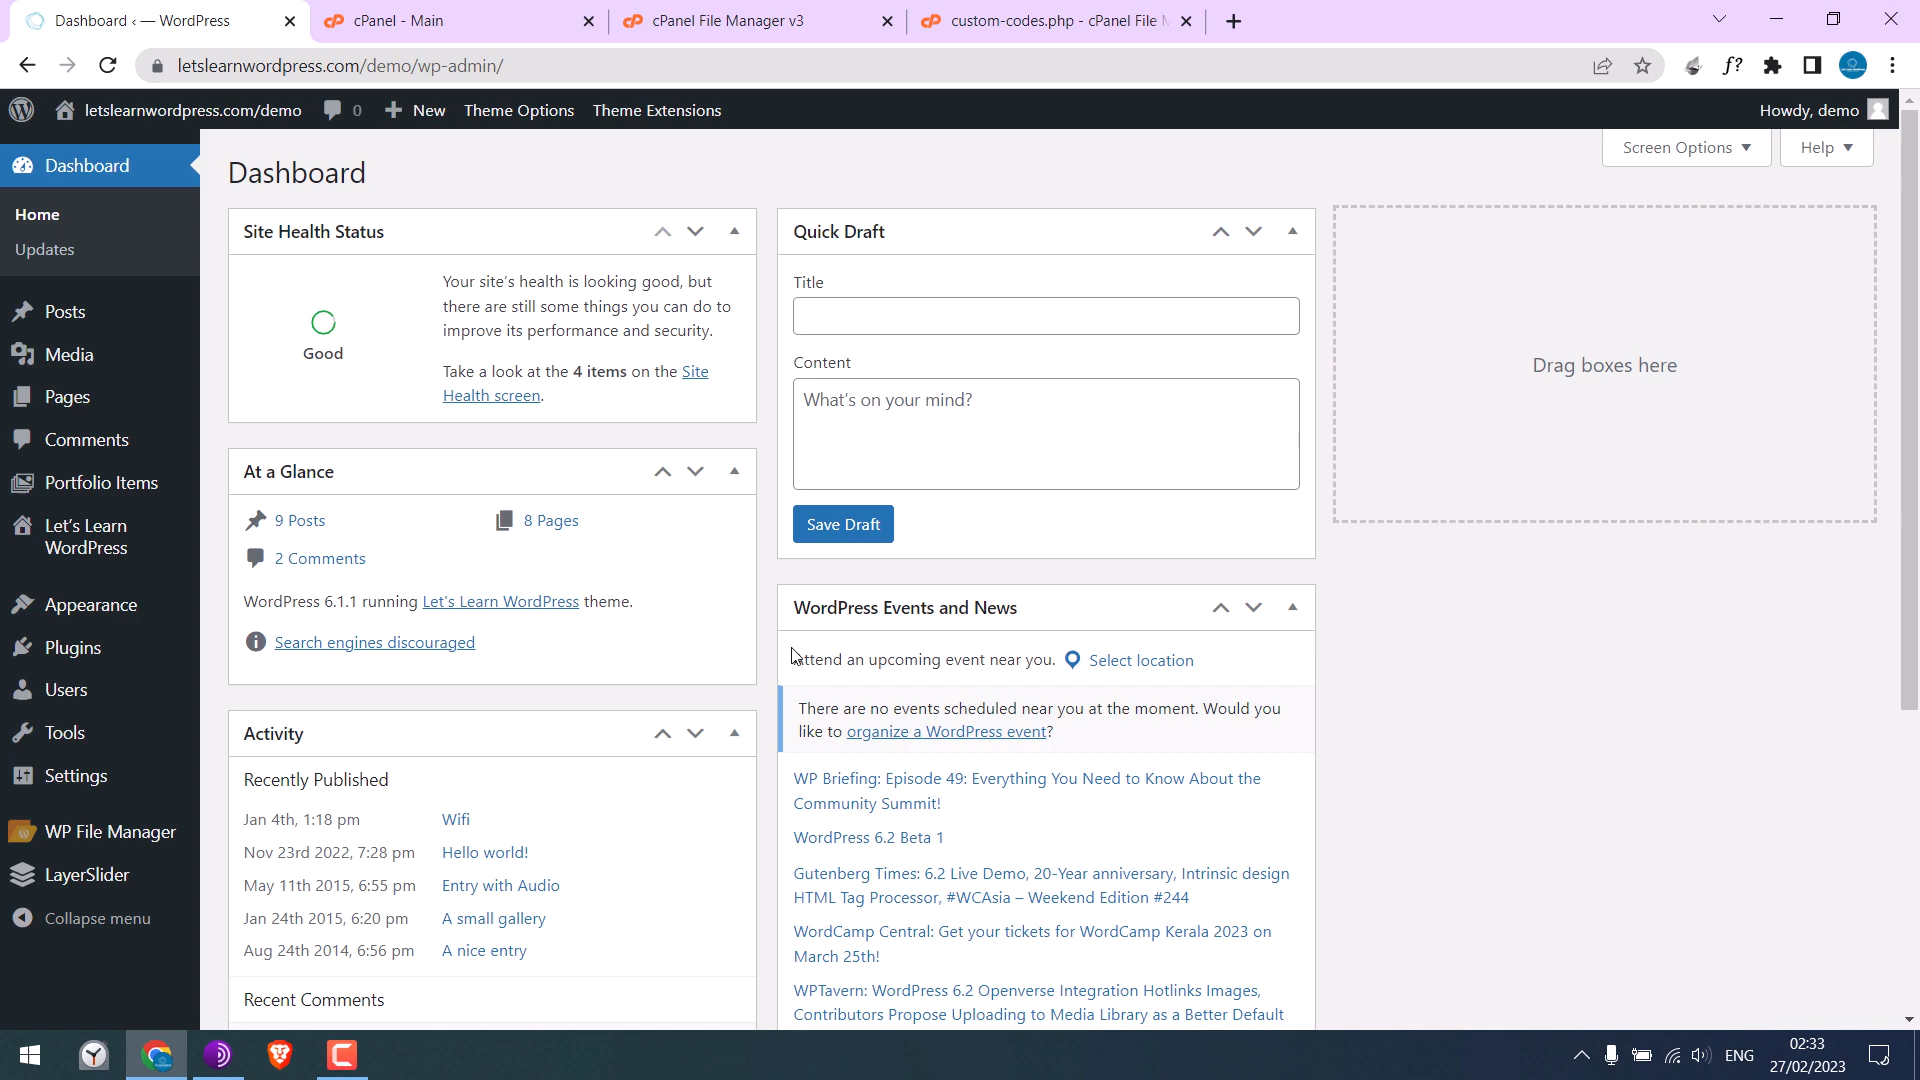 Dashboard ‹ — WordPress
cPanel - Main
cPanel File Manager v3
custom-codes.php - cPanel File M
letslearnwordpress.com/demo/wp-admin/
f?
letslearnwordpress.com/demo
0
New
Theme Options
Theme Extensions
Howdy, demo
Dashboard
Home
Updates
Posts
Media
Pages
Comments
Portfolio Items
Let's Learn
WordPress
Appearance
Plugins
Users
Tools
Settings
WP File Manager
LayerSlider
Collapse menu
Dashboard
Screen Options
Help
Site Health Status
Good
Your site's health is looking good, but
there are still some things you can do to
improve its performance and security.
Take a look at the 4 items on the Site
Health screen.
At a Glance
9 Posts
8 Pages
2 Comments
WordPress 6.1.1 running Let's Learn WordPress theme.
Search engines discouraged
Activity
Recently Published
Jan 4th, 1:18 pm Wifi
Nov 23rd 2022, 7:28 pm Hello world!
May 11th 2015, 6:55 pm Entry with Audio
Jan 24th 2015, 6:20 pm A small gallery
Aug 24th 2014, 6:56 pm A nice entry
Recent Comments
Quick Draft
Title
Content
What's on your mind?
Save Draft
WordPress Events and News
Attend an upcoming event near you. Select location
There are no events scheduled near you at the moment. Would you
like to organize a WordPress event?
WP Briefing: Episode 49: Everything You Need to Know About the
Community Summit!
WordPress 6.2 Beta 1
Gutenberg Times: 6.2 Live Demo, 20-Year anniversary, Intrinsic design
HTML Tag Processor, #WCAsia – Weekend Edition #244
WordCamp Central: Get your tickets for WordCamp Kerala 2023 on
March 25th!
WPTavern: WordPress 6.2 Openverse Integration Hotlinks Images,
Contributors Propose Uploading to Media Library as a Better Default
Drag boxes here
ENG
02:33
27/02/2023